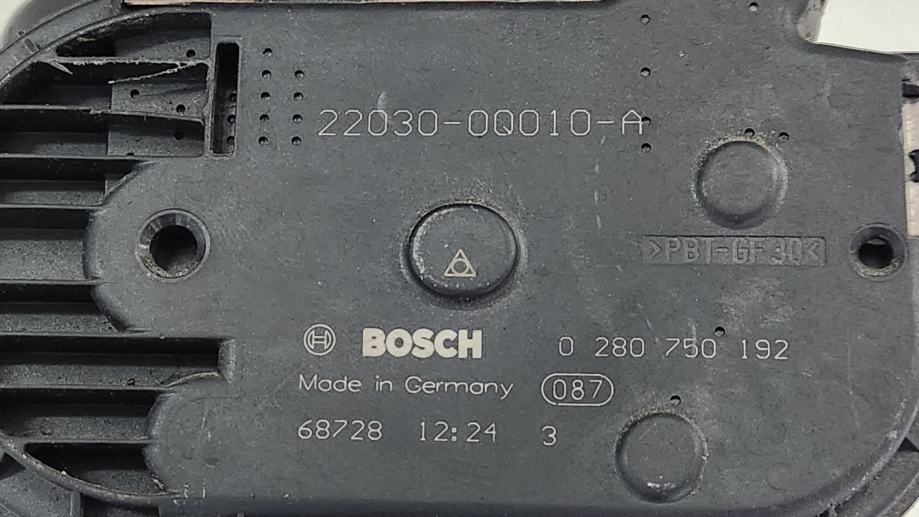 22030-0Q010-A
>PBT-GF30<
BOSCH 0 280 750 192
Made in Germany 087
68728 12:24 3